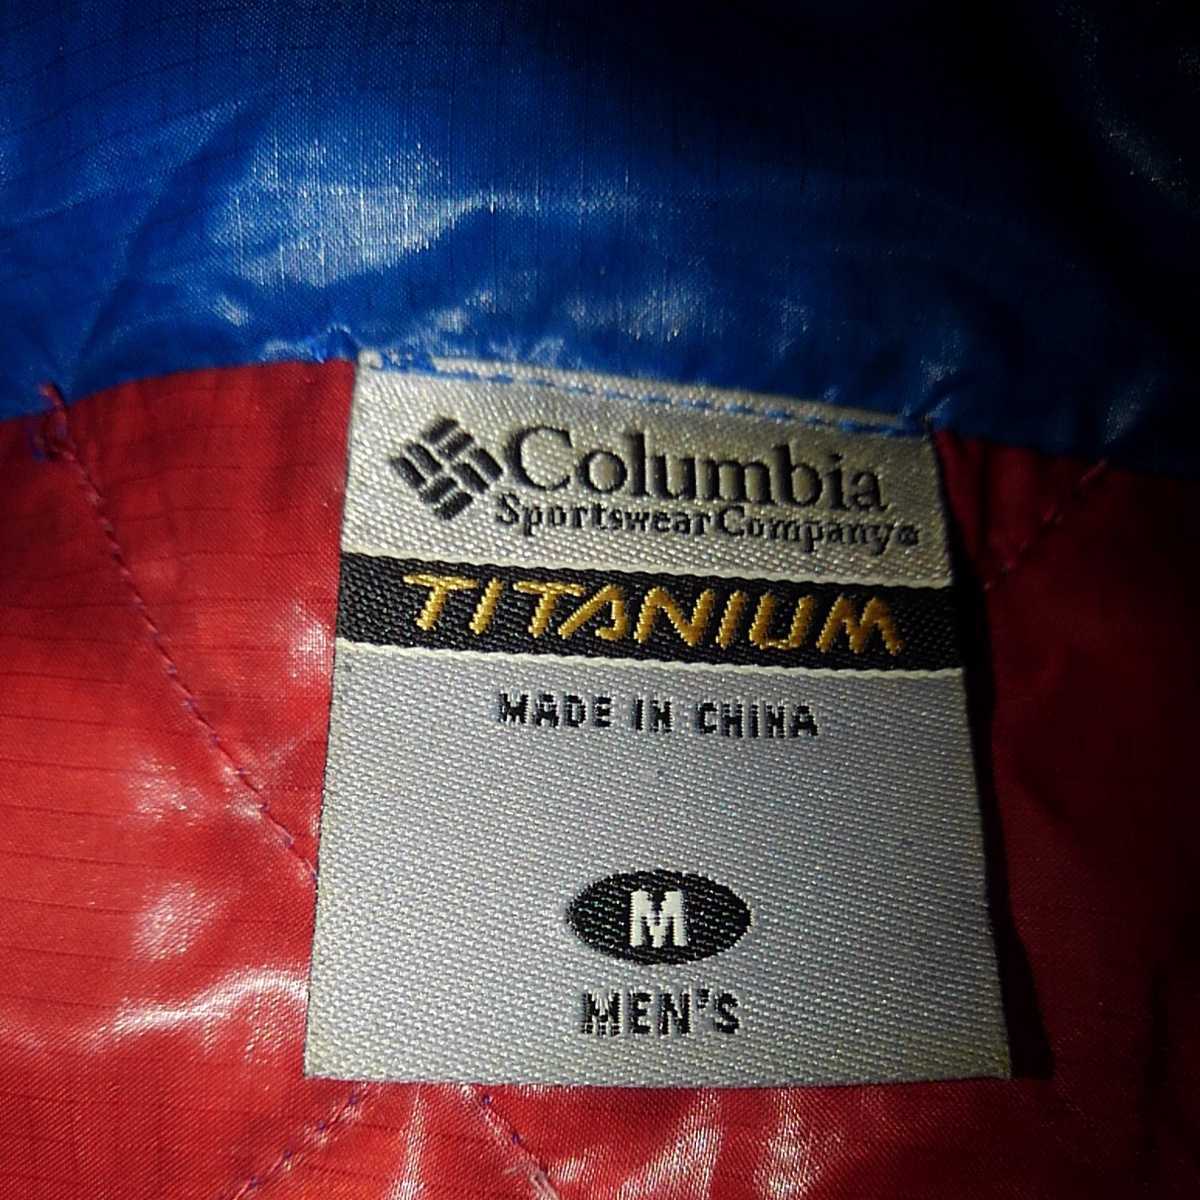 Columbia
Sportswear Company®
TITANIUM
MADE IN CHINA
M
MEN'S